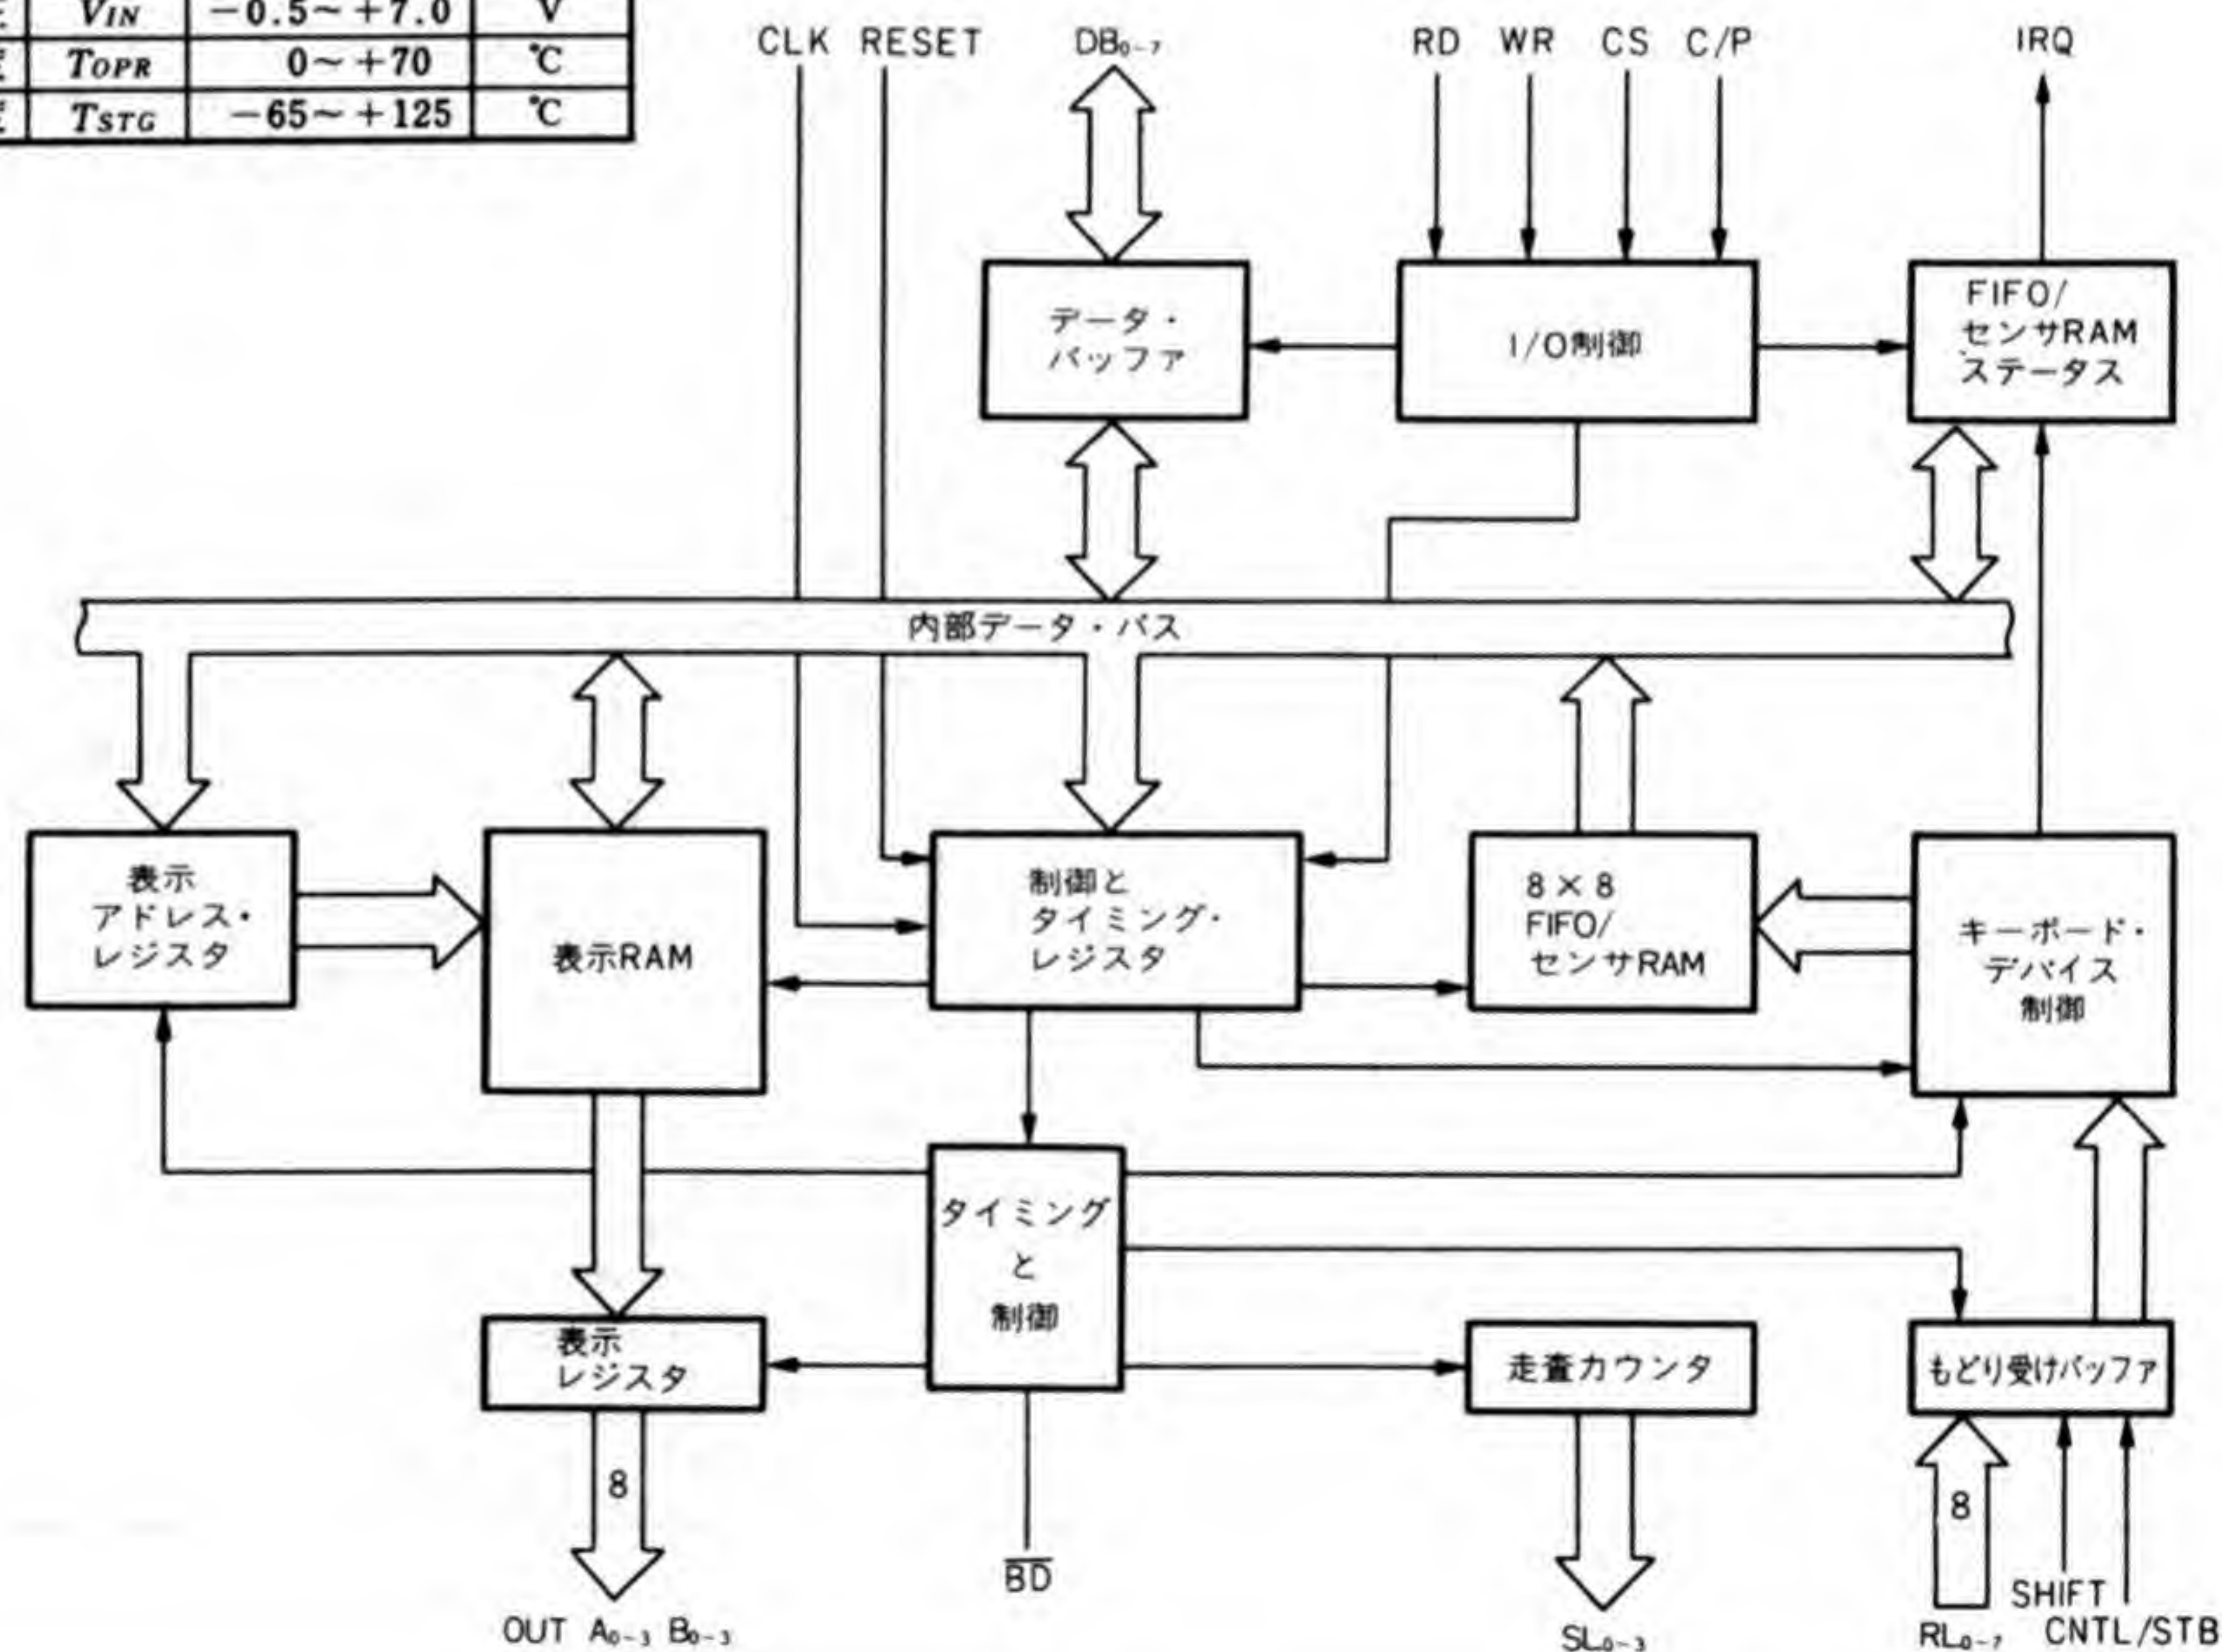 VIN −0.5～+7.0 V
TOPR 0～+70 ℃
TSTG −65～+125 ℃
CLK RESET DB0-7 RD WR CS C/P IRQ
データ・
バッファ
I/O制御
FIFO/
センサRAM
ステータス
内部データ・バス
表示
アドレス・
レジスタ
表示RAM
制御と
タイミング・
レジスタ
8×8
FIFO/
センサRAM
キーボード・
デバイス
制御
タイミング
と
制御
表示
レジスタ
走査カウンタ
もどり受けバッファ
8
8
BD
SHIFT
OUT A0-3 B0-3
SL0-3
RL0-7 CNTL/STB